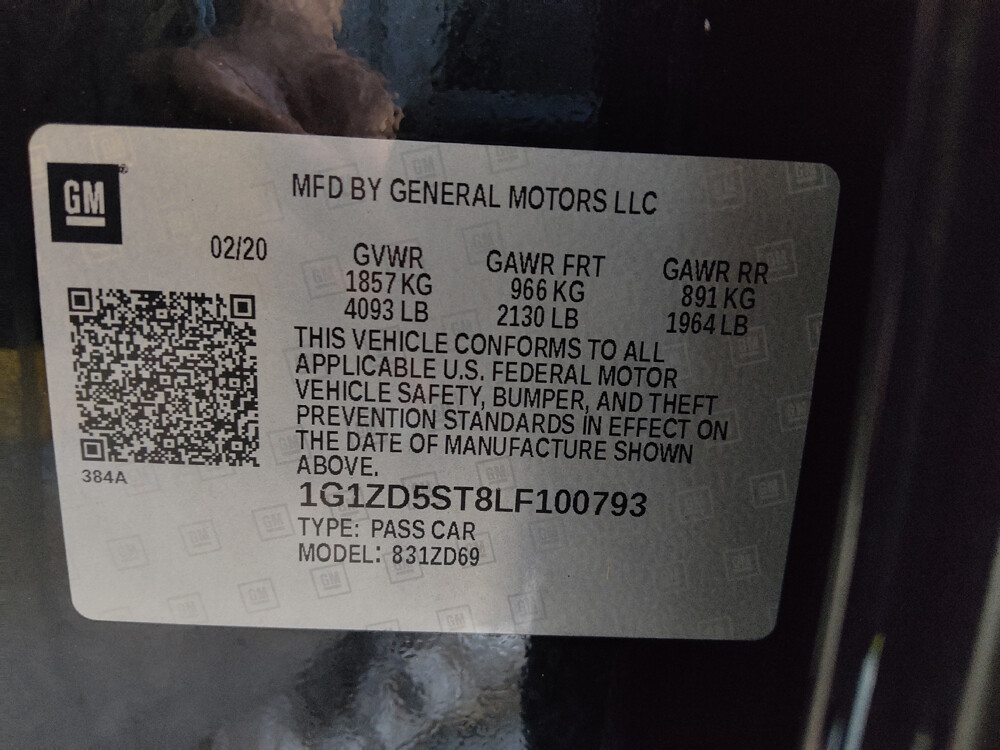 GM
MFD BY GENERAL MOTORS LLC
02/20
GVWR GAWR FRT GAWR RR
1857 KG 966 KG 891 KG
4093 LB 2130 LB 1964 LB
THIS VEHICLE CONFORMS TO ALL
APPLICABLE U.S. FEDERAL MOTOR
VEHICLE SAFETY, BUMPER, AND THEFT
PREVENTION STANDARDS IN EFFECT ON
THE DATE OF MANUFACTURE SHOWN
ABOVE.
384A
1G1ZD5ST8LF100793
TYPE: PASS CAR
MODEL: 831ZD69